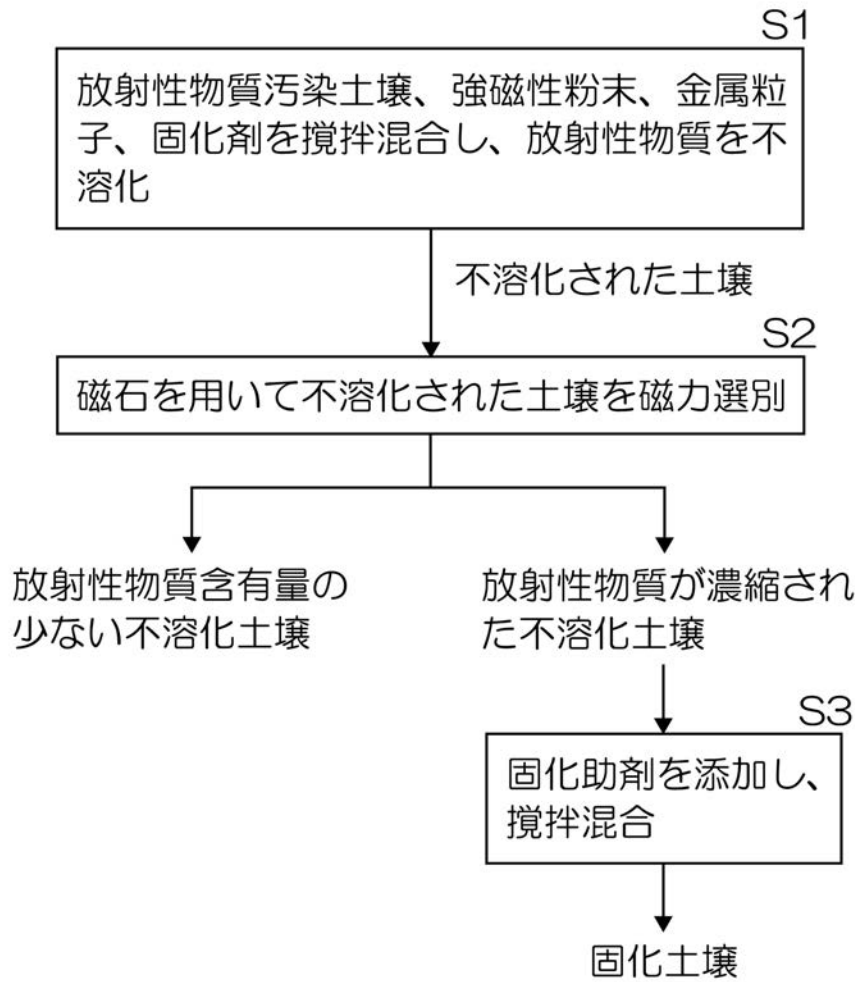 S1
放射性物質汚染土壌、強磁性粉末、金属粒
子、固化剤を撹拌混合し、放射性物質を不
溶化
不溶化された土壌
S2
磁石を用いて不溶化された土壌を磁力選別
放射性物質含有量の
少ない不溶化土壌
放射性物質が濃縮され
た不溶化土壌
S3
固化助剤を添加し、
撹拌混合
固化土壌